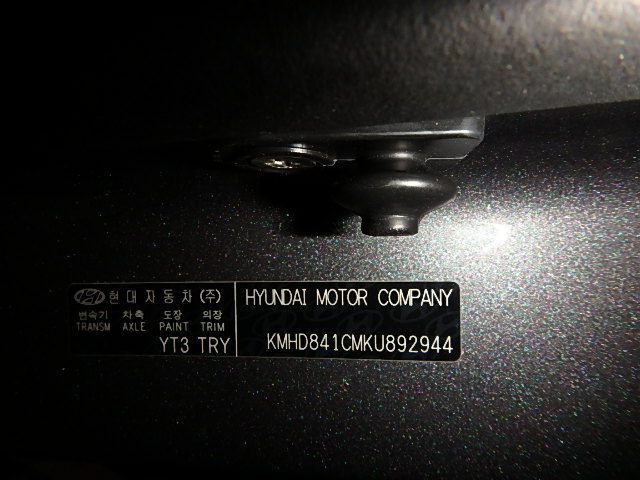 현대자동차(주)
변속기 차축 도장 의장
TRANSM AXLE PAINT TRIM
YT3 TRY
HYUNDAI MOTOR COMPANY
KMHD841CMKU892944